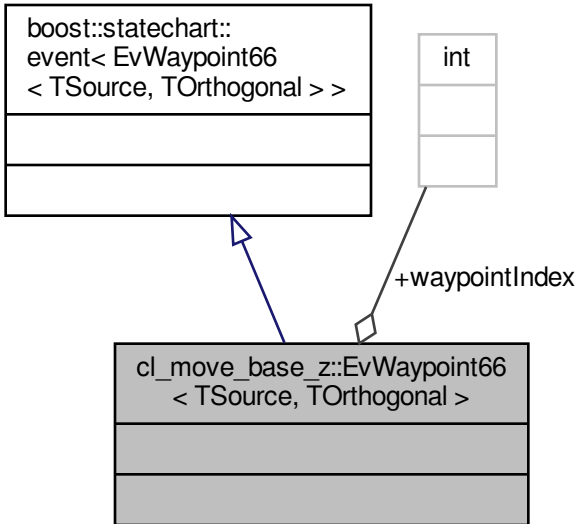 boost::statechart::
event< EvWaypoint66
< TSource, TOrthogonal > >
int
+waypointIndex
cl_move_base_z::EvWaypoint66
< TSource, TOrthogonal >